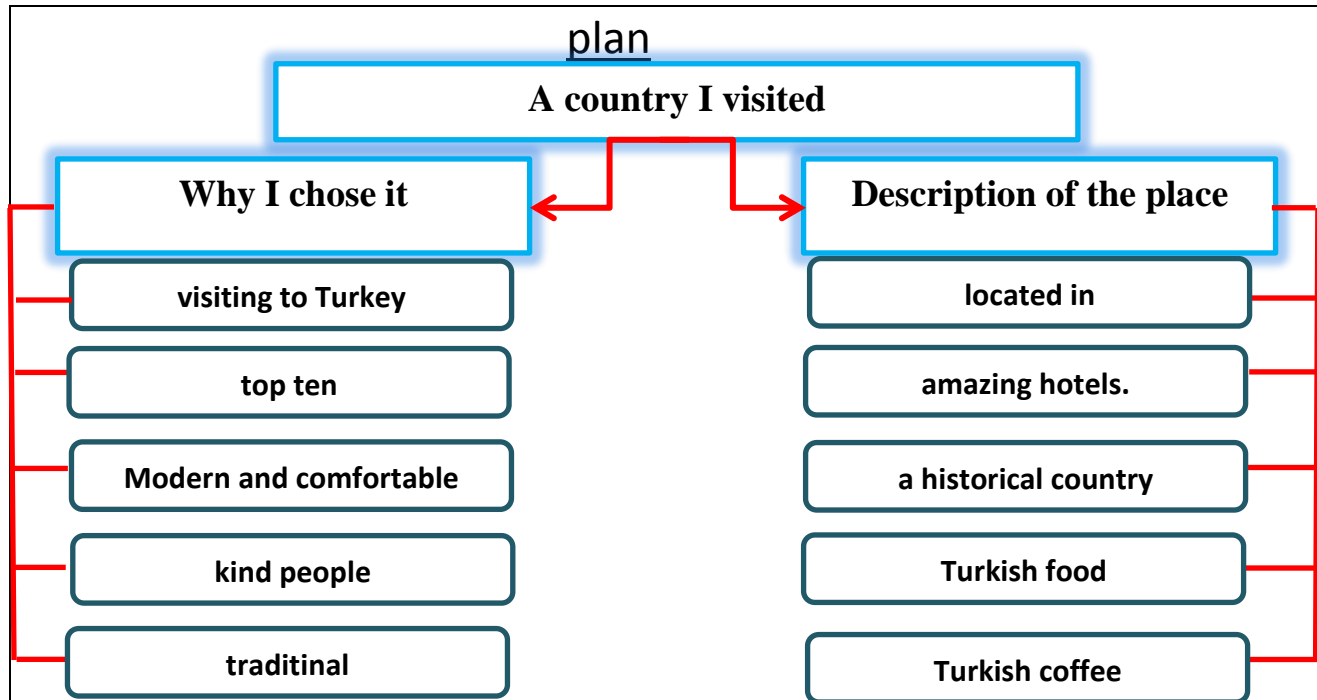 plan
A country I visited
Why I chose it
visiting to Turkey
top ten
Modern and comfortable
kind people
traditinal
Description of the place
located in
amazing hotels.
a historical country
Turkish food
Turkish coffee